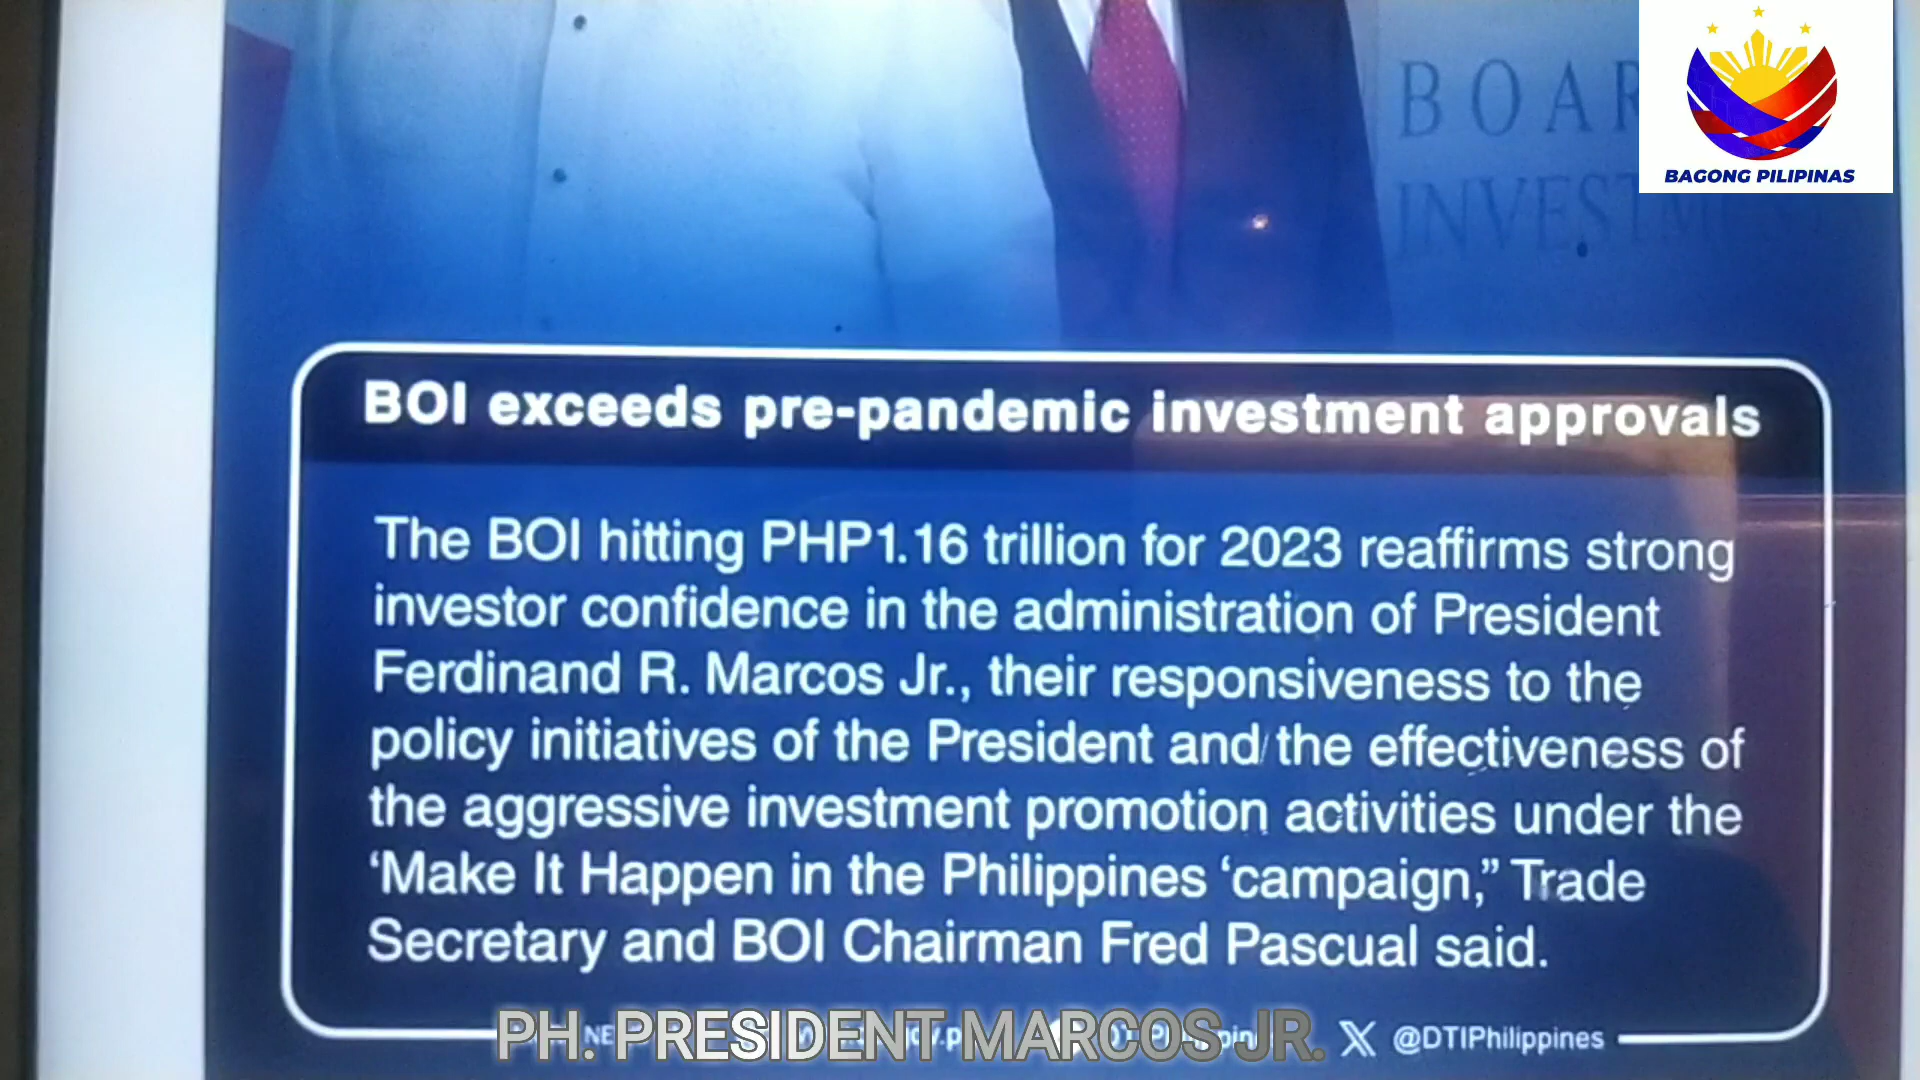 BOAR
INVESTM
BAGONG PILIPINAS
BOI exceeds pre-pandemic investment approvals
The BOI hitting PHP1.16 trillion for 2023 reaffirms strong
investor confidence in the administration of President
Ferdinand R. Marcos Jr., their responsiveness to the
policy initiatives of the President and the effectiveness of
the aggressive investment promotion activities under the
‘Make It Happen in the Philippines ‘campaign,” Trade
Secretary and BOI Chairman Fred Pascual said.
PH. PRESIDENT MARCOS JR.
@DTIPhilippines